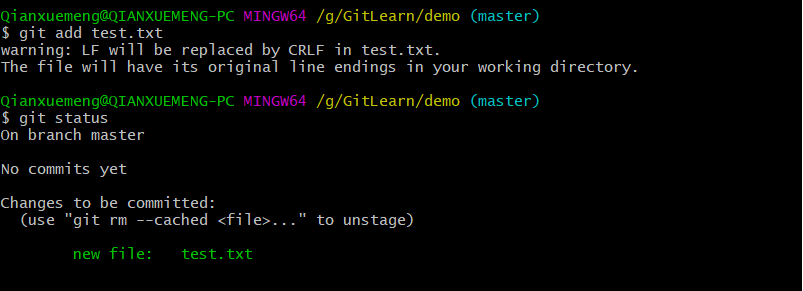 Qianxuemeng@QIANXUEMENG-PC MINGW64 /g/GitLearn/demo (master)
$ git add test.txt
warning: LF will be replaced by CRLF in test.txt.
The file will have its original line endings in your working directory.
Qianxuemeng@QIANXUEMENG-PC MINGW64 /g/GitLearn/demo (master)
$ git status
On branch master
No commits yet
Changes to be committed:
(use "git rm --cached <file>..." to unstage)
new file: test.txt